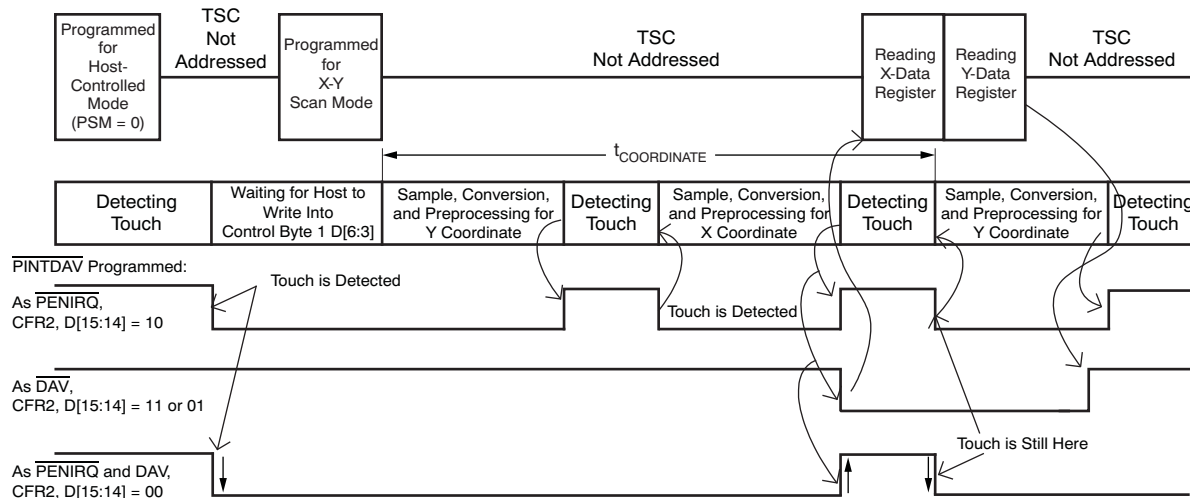 Programmed
for
Host-
Controlled
Mode
(PSM = 0)
TSC
Not
Addressed
Programmed
for
X-Y
Scan Mode
TSC
Not Addressed
Reading
X-Data
Register
Reading
Y-Data
Register
TSC
Not Addressed
tCOORDINATE
Detecting
Touch
Waiting for Host to
Write Into
Control Byte 1 D[6:3]
Sample, Conversion,
and Preprocessing for
Y Coordinate
Detecting
Touch
Sample, Conversion,
and Preprocessing for
X Coordinate
Detecting
Touch
Sample, Conversion,
and Preprocessing for
Y Coordinate
Detecting
Touch
PINTDAV Programmed:
Touch is Detected
As PENIRQ,
CFR2, D[15:14] = 10
Touch is Detected
As DAV,
CFR2, D[15:14] = 11 or 01
Touch is Still Here
As PENIRQ and DAV,
CFR2, D[15:14] = 00